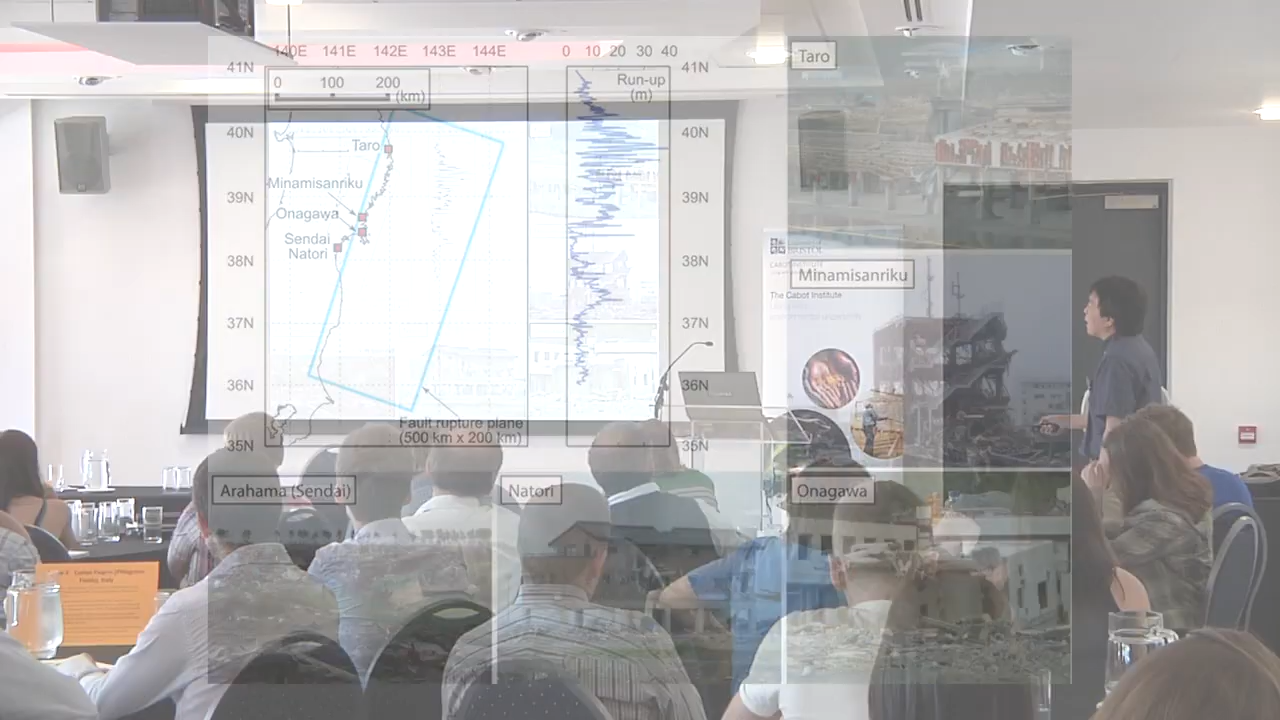 140E 141E 142E 143E 144E
0 10 20 30 40
41N
41N
0 100 200
(km)
Run-up
(m)
Taro
40N
40N
Taro
Minamisanriku
39N
39N
Onagawa
Sendai
Natori
38N
38N
37N
37N
36N
36N
35N
35N
Fault rupture plane
(500 km x 200 km)
Minamisanriku
The Cabot Institute
Arahama (Sendai)
Natori
Onagawa